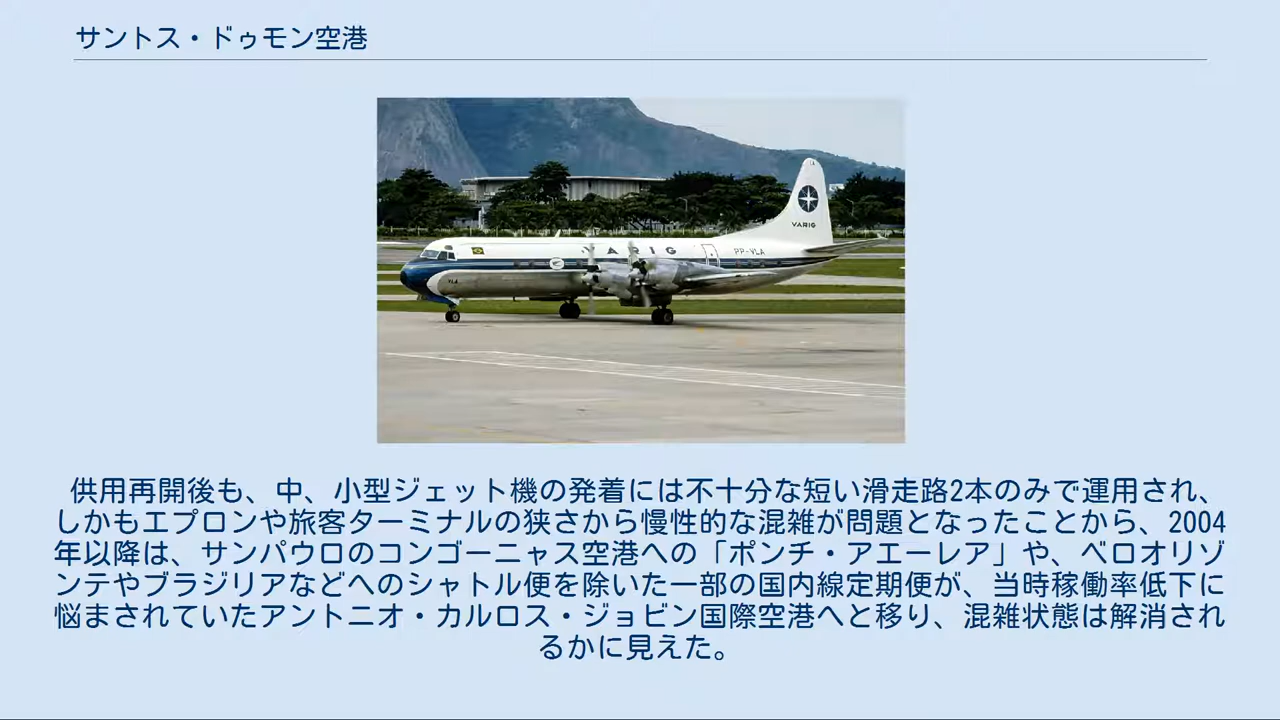 サントス・ドゥモン空港
VARIG
VARIG
PP-VLA
VLA
供用再開後も、中、小型ジェット機の発着には不十分な短い滑走路2本のみで運用され、
しかもエプロンや旅客ターミナルの狭さから慢性的な混雑が問題となったことから、2004
年以降は、サンパウロのコンゴーニャス空港への「ポンチ・アエーレア」や、ベロオリゾ
ンテやブラジリアなどへのシャトル便を除いた一部の国内線定期便が、当時稼働率低下に
悩まされていたアントニオ・カルロス・ジョビン国際空港へと移り、混雑状態は解消され
るかに見えた。